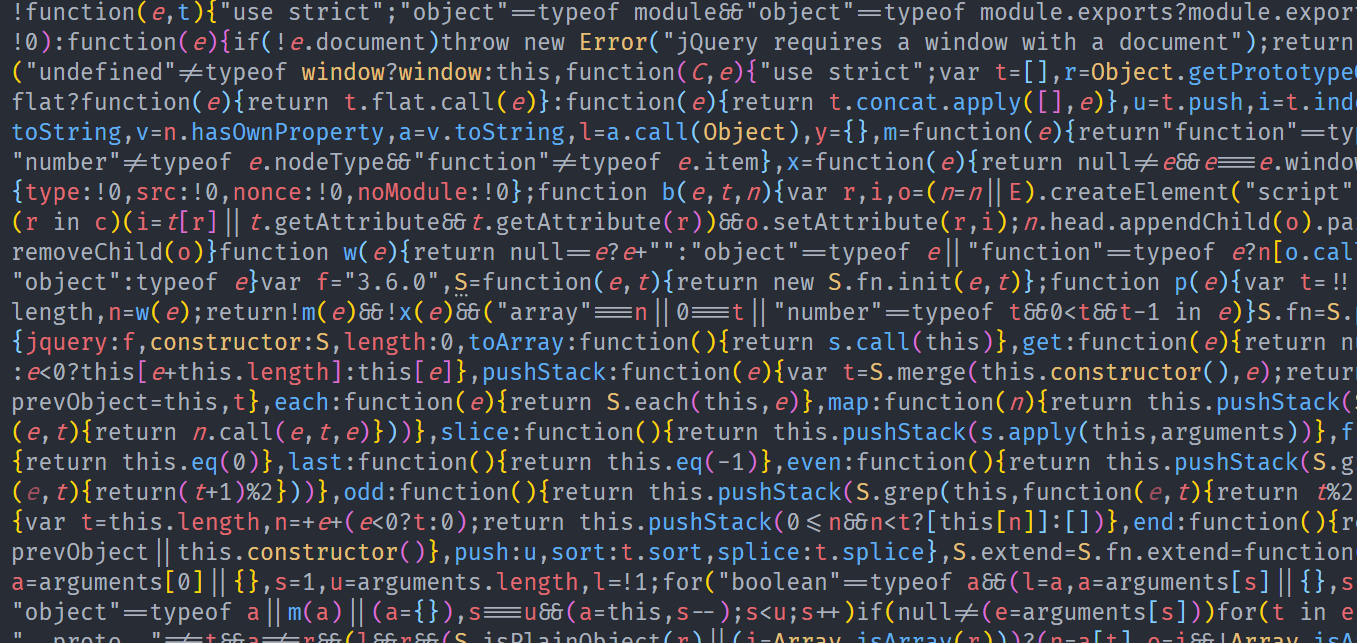 !function(e,t){"use strict";"object"==typeof module&&"object"==typeof module.exports?module.expor
!0):function(e){if(!e.document)throw new Error("jQuery requires a window with a document");return
("undefined"!=typeof window?window:this,function(C,e){"use strict";var t=[],r=Object.getPrototype
flat?function(e){return t.flat.call(e)}:function(e){return t.concat.apply([],e)},u=t.push,i=t.ind
toString,v=n.hasOwnProperty,a=v.toString,l=a.call(Object),y={},m=function(e){return"function"==ty
"number"!=typeof e.nodeType&&"function"!=typeof e.item},x=function(e){return null!=e&&e===e.windo
{type:!0,src:!0,nonce:!0,noModule:!0};function b(e,t,n){var r,i,o=(n=n||E).createElement("script"
(r in c)(i=t[r]||t.getAttribute&&t.getAttribute(r))&&o.setAttribute(r,i);n.head.appendChild(o).pa
removeChild(o)}function w(e){return null==e?e+"":"object"==typeof e||"function"==typeof e?n[o.cal
"object":typeof e}var f="3.6.0",S=function(e,t){return new S.fn.init(e,t)};function p(e){var t=!!
length,n=w(e);return!m(e)&&!x(e)&&("array"===n||0===t||"number"==typeof t&&0<t&&t-1 in e)}S.fn=S.
{jquery:f,constructor:S,length:0,toArray:function(){return s.call(this)},get:function(e){return n
:e<0?this[e+this.length]:this[e]},pushStack:function(e){var t=S.merge(this.constructor(),e);retur
prevObject=this,t},each:function(e){return S.each(this,e)},map:function(n){return this.pushStack(
(e,t){return n.call(e,t,e)}))},slice:function(){return this.pushStack(s.apply(this,arguments))},f
{return this.eq(0)},last:function(){return this.eq(-1)},even:function(){return this.pushStack(S.g
(e,t){return(t+1)%2}))},odd:function(){return this.pushStack(S.grep(this,function(e,t){return t%2
{var t=this.length,n=+e+(e<0?t:0);return this.pushStack(0<=n&&n<t?[this[n]]:[])},end:function(){r
prevObject||this.constructor()},push:u,sort:t.sort,splice:t.splice},S.extend=S.fn.extend=function
a=arguments[0]||{},s=1,u=arguments.length,l=!1;for("boolean"==typeof a&&(l=a,a=arguments[s]||{},s
"object"==typeof a||m(a)||(a={}),s===u&&(a=this,s--);s<u;s++)if(null!=(e=arguments[s]))for(t in e
"__proto__"!==t&&a!==r&&(l&&r&&(S.isPlainObject(r)||(i=Array.isArray(r)))?(n=a[t],o=i&&!Array.isA